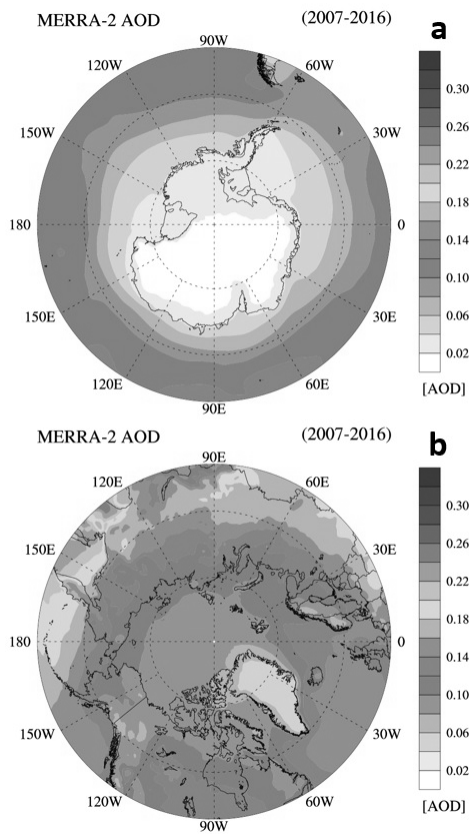 MERRA-2 AOD (2007-2016) a
90W
120W 60W
150W 30W
180 0
150E 30E
120E 60E
90E
0.30
0.26
0.22
0.18
0.14
0.10
0.06
0.02
[AOD]
MERRA-2 AOD (2007-2016) b
90E
120E 60E
150E 30E
180 0
150W 30W
120W 60W
90W
0.30
0.26
0.22
0.18
0.14
0.10
0.06
0.02
[AOD]